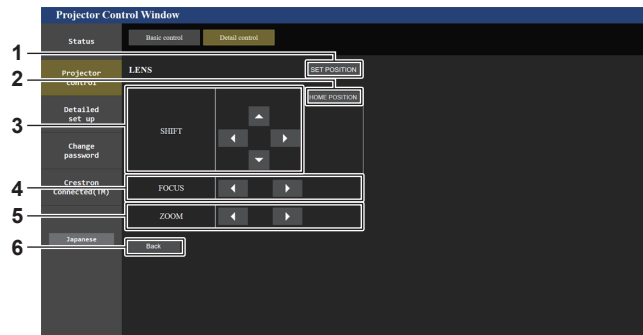 Projector Control Window
Status
Basic control
Detail control
1
LENS
SET POSITION
2
Projector
control
HOME POSITION
Detailed
set up
3
SHIFT
Change
password
4
Crestron
Connected(TM)
FOCUS
5
ZOOM
Japanese
6
Back